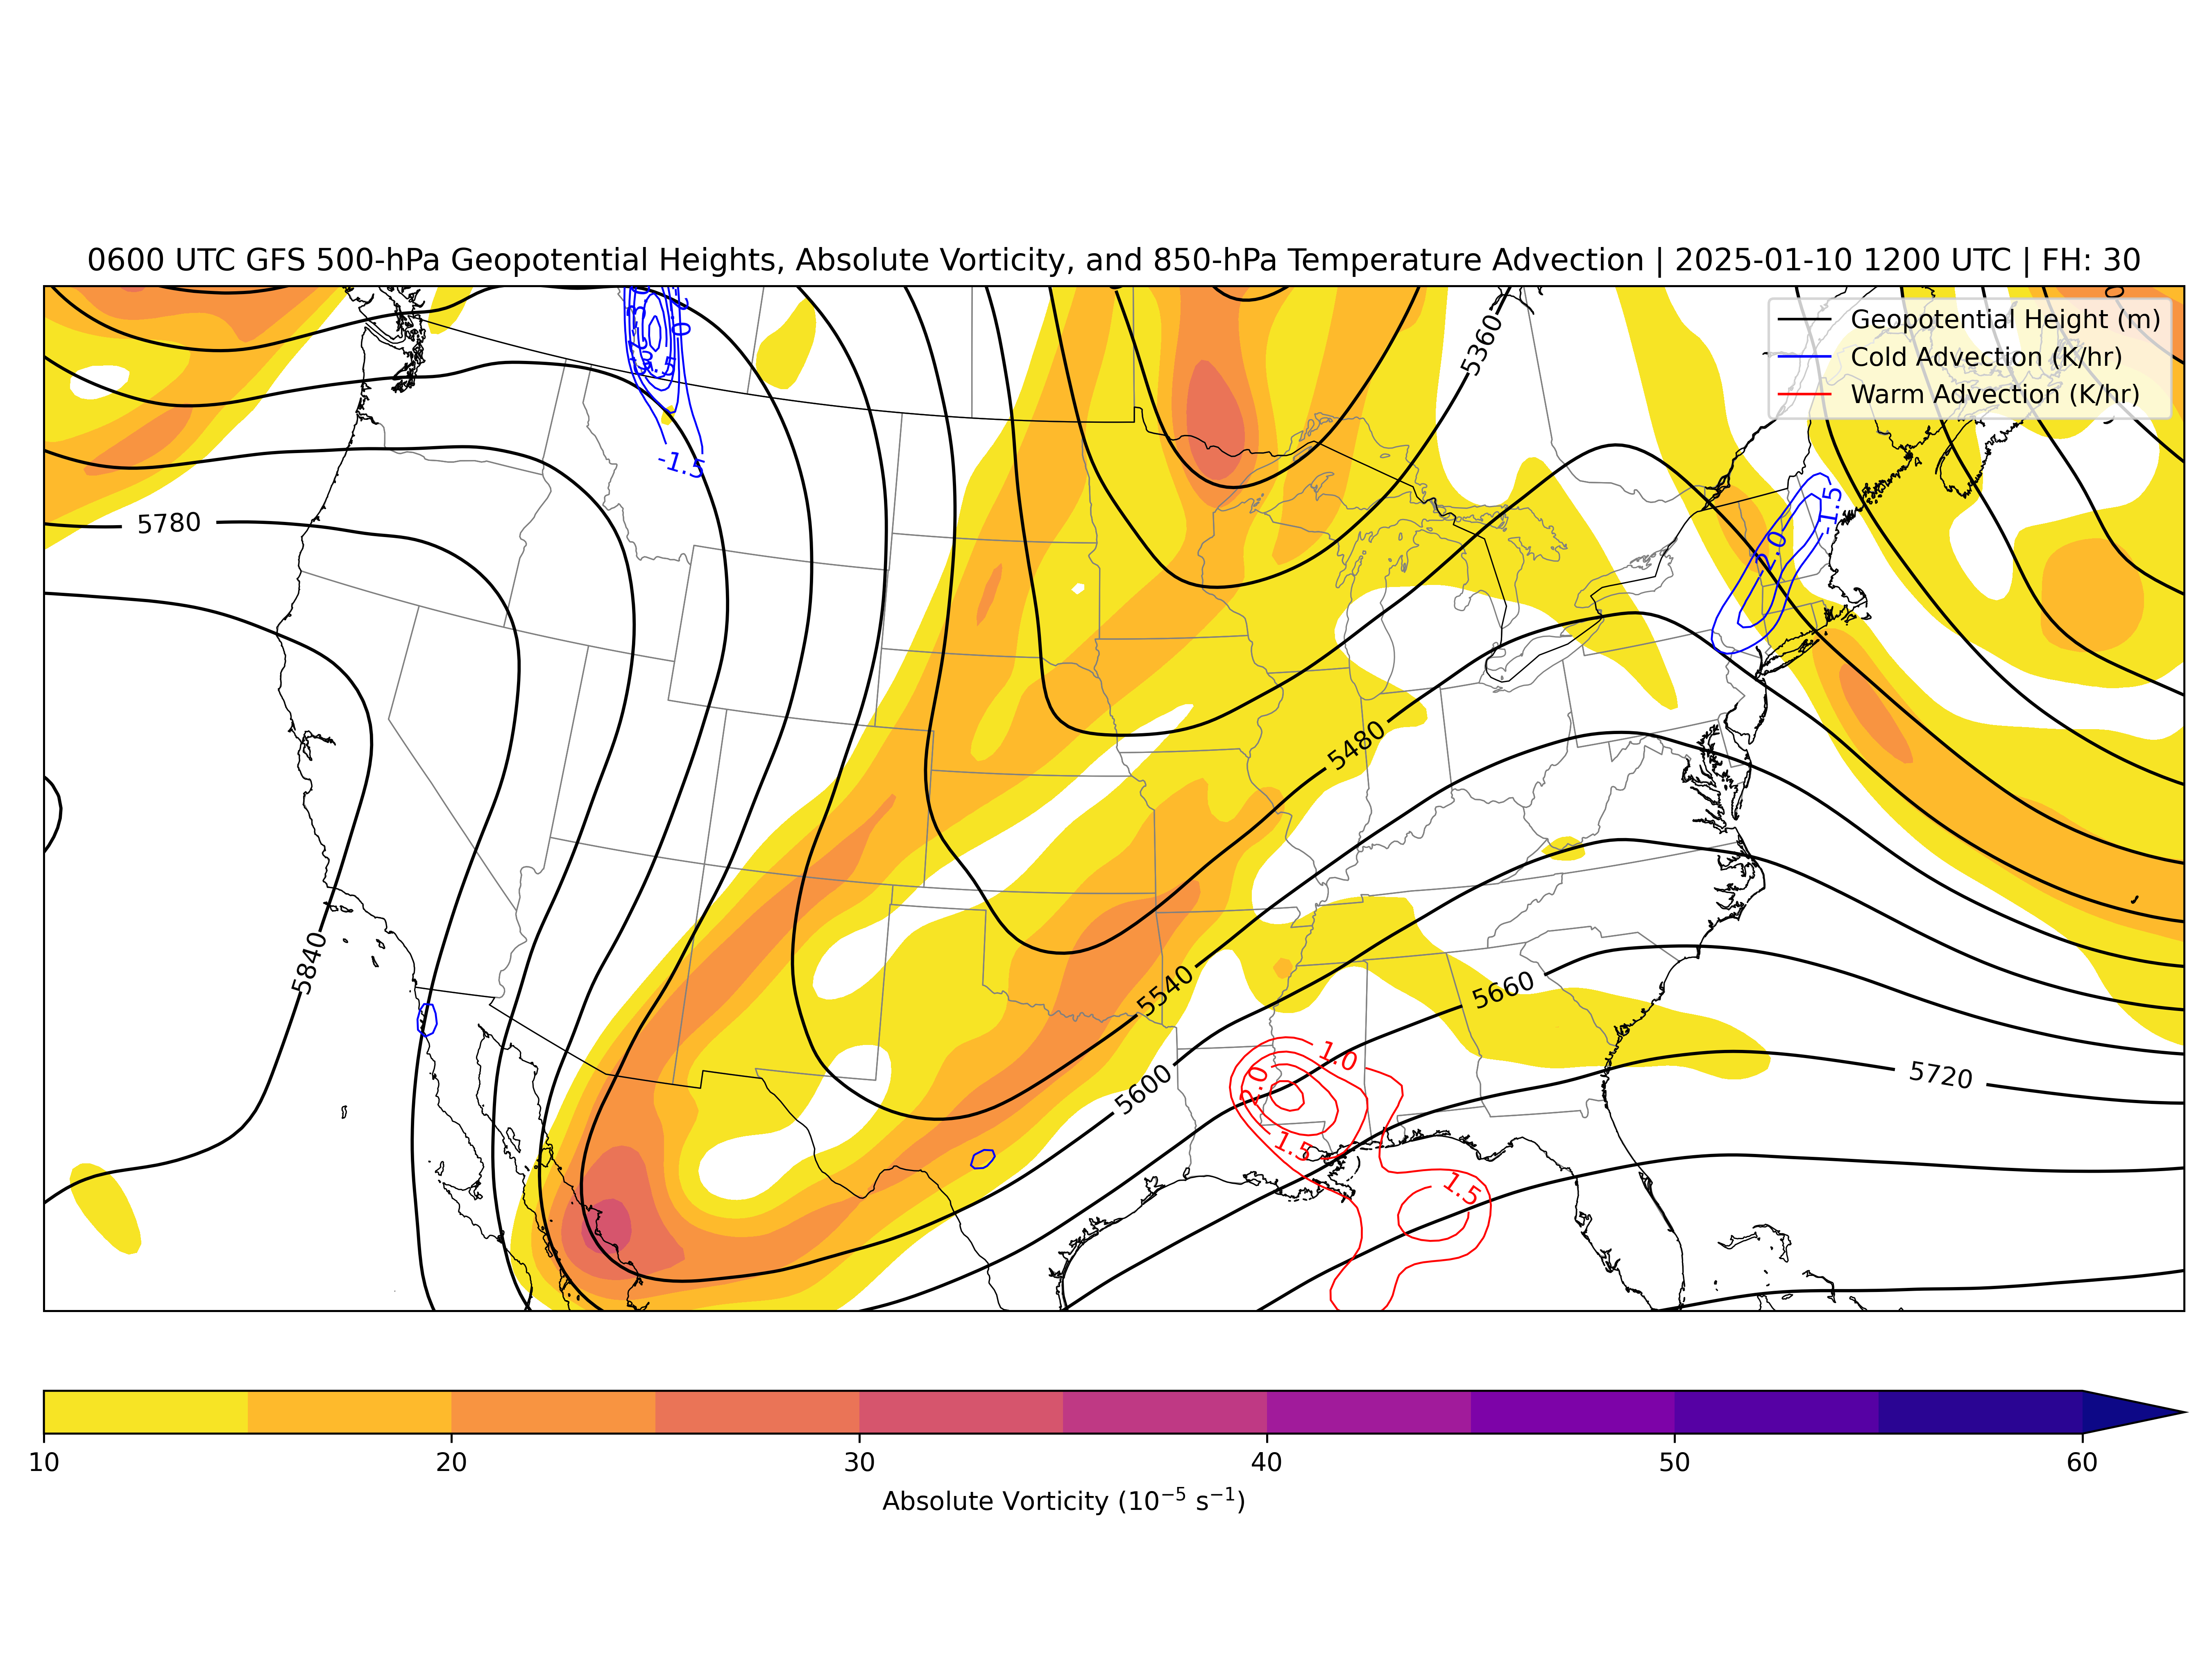 0600 UTC GFS 500-hPa Geopotential Heights, Absolute Vorticity, and 850-hPa Temperature Advection | 2025-01-10 1200 UTC | FH: 30
Geopotential Height (m)
Cold Advection (K/hr)
Warm Advection (K/hr)
5360
-1.5
5780
-1.5
5480
5840
5540
5660
5600
1.0
2.0
1.5
1.5
5720
10 20 30 40 50 60
Absolute Vorticity (10⁻⁵ s⁻¹)